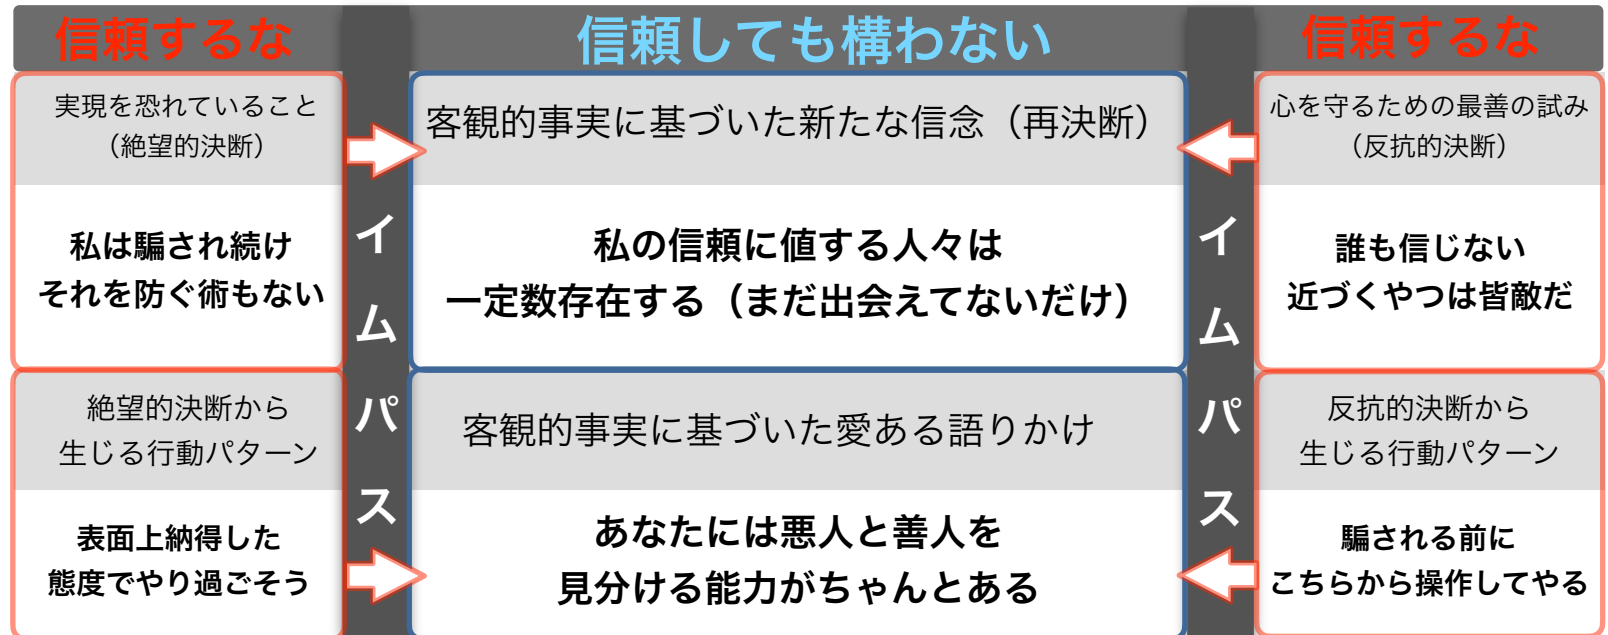 信頼するな
信頼しても構わない
信頼するな
実現を恐れていること
（絶望的決断）
客観的事実に基づいた新たな信念（再決断）
心を守るための最善の試み
（反抗的決断）
私は騙され続け
それを防ぐ術もない
イムパス
私の信頼に値する人々は
一定数存在する（まだ出会えてないだけ）
イムパス
誰も信じない
近づくやつは皆敵だ
絶望的決断から
生じる行動パターン
客観的事実に基づいた愛ある語りかけ
反抗的決断から
生じる行動パターン
表面上納得した
態度でやり過ごそう
あなたには悪人と善人を
見分ける能力がちゃんとある
騙される前に
こちらから操作してやる